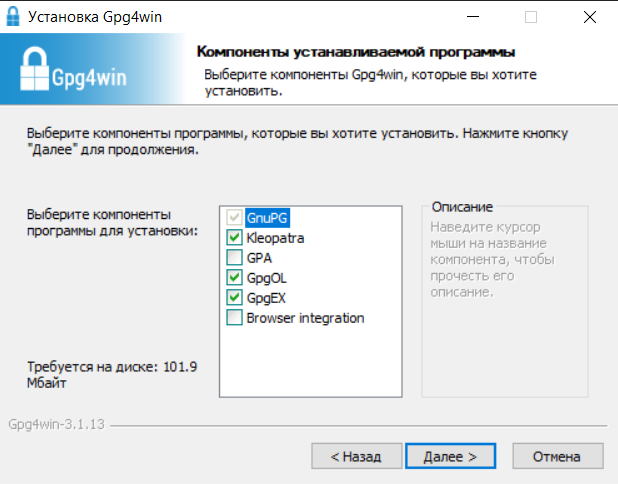 Установка Gpg4win
Gpg4win
Компоненты устанавливаемой программы
Выберите компоненты Gpg4win, которые вы хотите
установить.
Выберите компоненты программы, которые вы хотите установить. Нажмите кнопку
"Далее" для продолжения.
Выберите компоненты
программы для установки:
GnuPG
Kleopatra
GPA
GpgOL
GpgEX
Browser integration
Описание
Наведите курсор
мыши на название
компонента, чтобы
прочесть его
описание.
Требуется на диске: 101.9
Мбайт
Gpg4win-3.1.13
< Назад
Далее >
Отмена